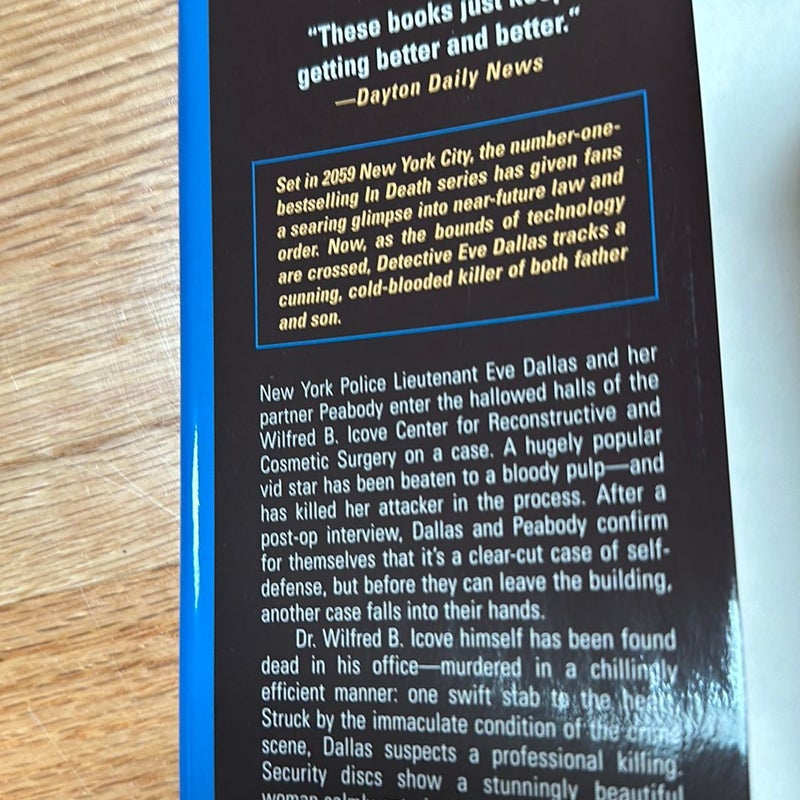 "These books just keep
getting better and better."
—Dayton Daily News
Set in 2059 New York City, the number-one-
bestselling In Death series has given fans
a searing glimpse into near-future law and
order. Now, as the bounds of technology
are crossed, Detective Eve Dallas tracks a
cunning, cold-blooded killer of both father
and son.
New York Police Lieutenant Eve Dallas and her
partner Peabody enter the hallowed halls of the
Wilfred B. Icove Center for Reconstructive and
Cosmetic Surgery on a case. A hugely popular
vid star has been beaten to a bloody pulp—and
has killed her attacker in the process. After a
post-op interview, Dallas and Peabody confirm
for themselves that it's a clear-cut case of self-
defense, but before they can leave the building,
another case falls into their hands.
Dr. Wilfred B. Icove himself has been found
dead in his office—murdered in a chillingly
efficient manner: one swift stab to the heart.
Struck by the immaculate condition of the crime
scene, Dallas suspects a professional killing.
Security discs show a stunningly beautiful
woman calmly